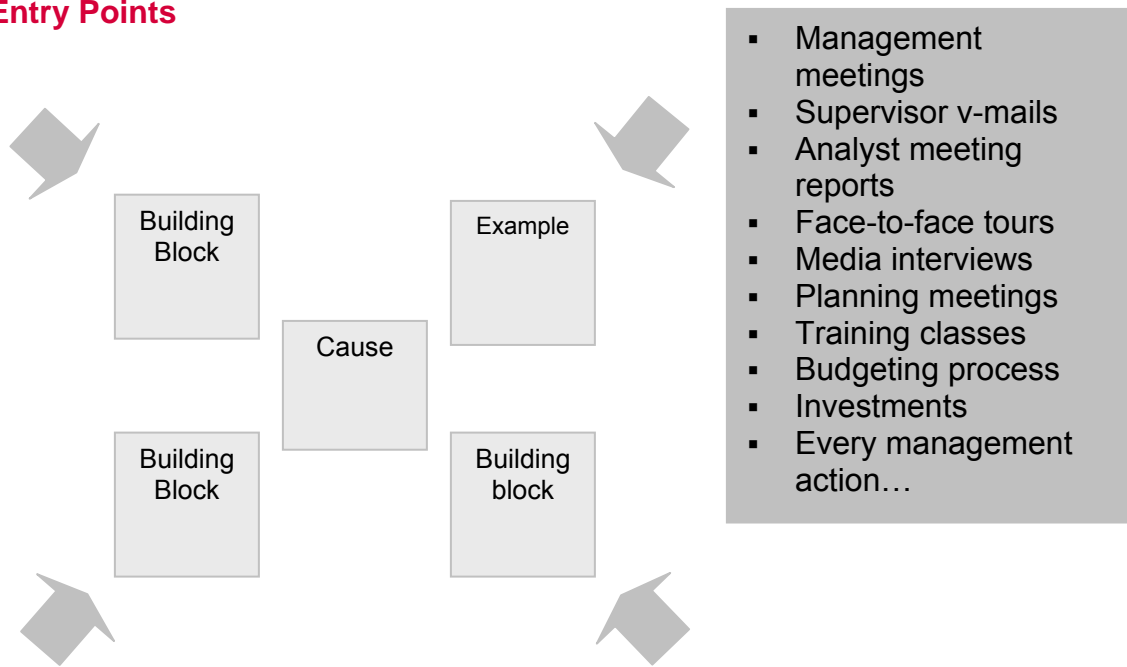 Entry Points
Building
Block
Example
Cause
Building
Block
Building
block
▪ Management
meetings
▪ Supervisor v-mails
▪ Analyst meeting
reports
▪ Face-to-face tours
▪ Media interviews
▪ Planning meetings
▪ Training classes
▪ Budgeting process
▪ Investments
▪ Every management
action…